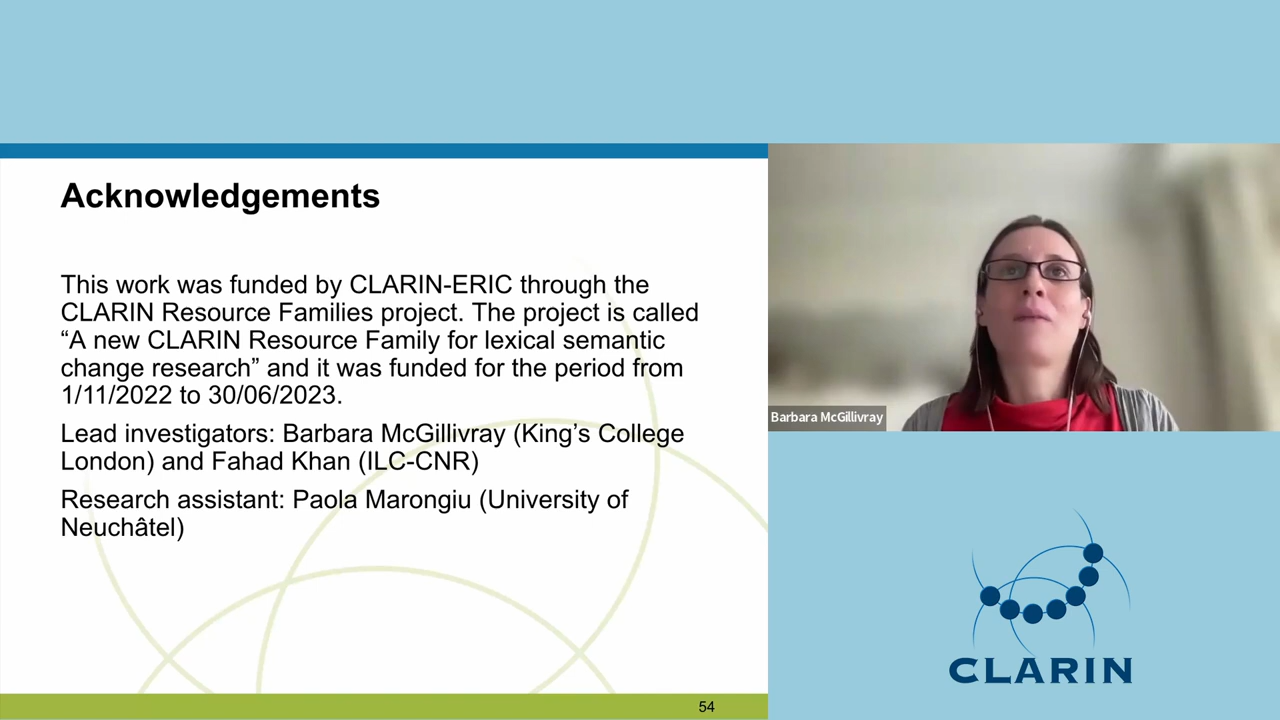 Acknowledgements
This work was funded by CLARIN-ERIC through the
CLARIN Resource Families project. The project is called
“A new CLARIN Resource Family for lexical semantic
change research” and it was funded for the period from
1/11/2022 to 30/06/2023.
Lead investigators: Barbara McGillivray (King’s College
London) and Fahad Khan (ILC-CNR)
Research assistant: Paola Marongiu (University of
Neuchâtel)
54
Barbara McGillivray
CLARIN